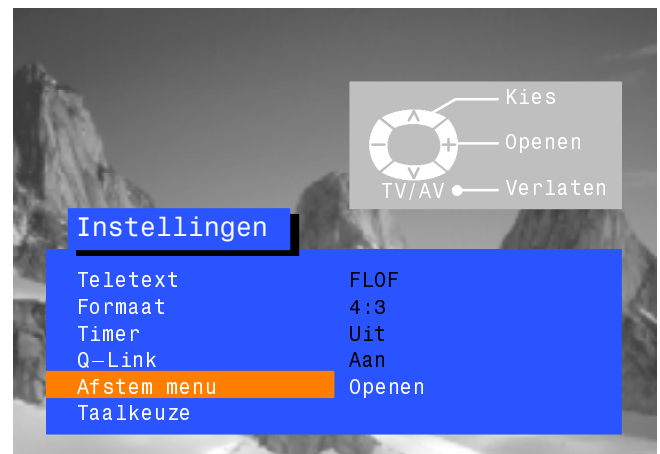 Kies
Openen
TV/AV Verlaten
Instellingen
Teletext FLOF
Formaat 4:3
Timer Uit
Q-Link Aan
Afstem menu Openen
Taalkeuze